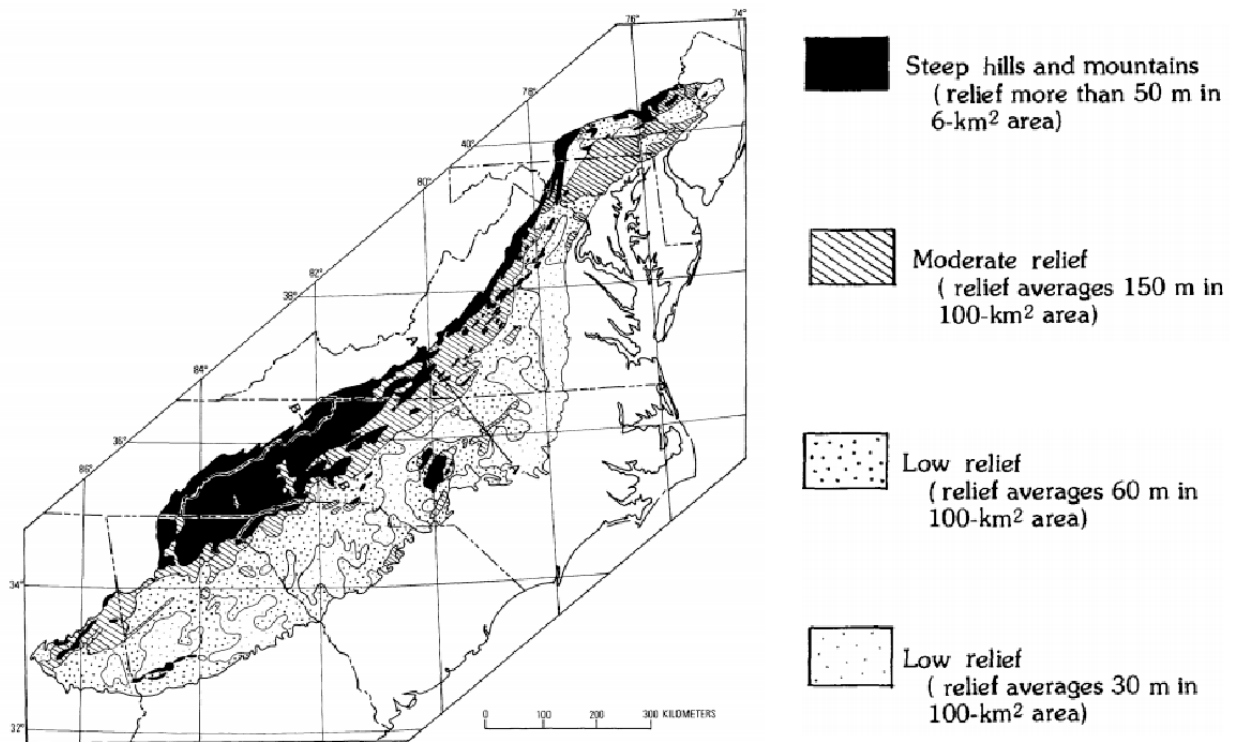 76°
74°
78°
40°
80°
82°
38°
A
84°
B
36°
86°
A'
B'
34°
32°
0 100 200 300 KILOMETERS
Steep hills and mountains
( relief more than 50 m in
6-km² area)
Moderate relief
( relief averages 150 m in
100-km² area)
Low relief
( relief averages 60 m in
100-km² area)
Low relief
( relief averages 30 m in
100-km² area)